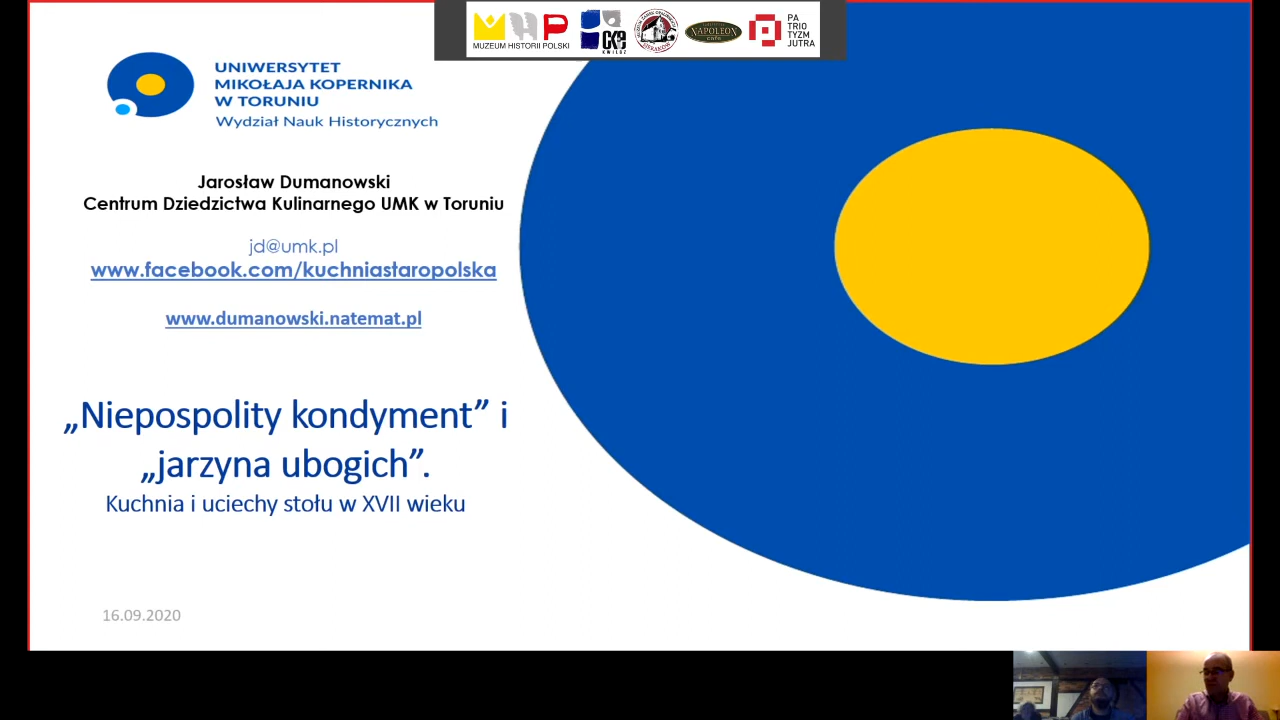 MUZEUM HISTORII POLSKI
NAPOLEON
PA
TRIO
TYZM
JUTRA
UNIWERSYTET
MIKOŁAJA KOPERNIKA
W TORUNIU
Wydział Nauk Historycznych
Jarosław Dumanowski
Centrum Dziedzictwa Kulinarnego UMK w Toruniu
jd@umk.pl
www.facebook.com/kuchniastaropolska
www.dumanowski.natemat.pl
„Niepospolity kondyment” i
„jarzyna ubogich”.
Kuchnia i uciechy stołu w XVII wieku
16.09.2020